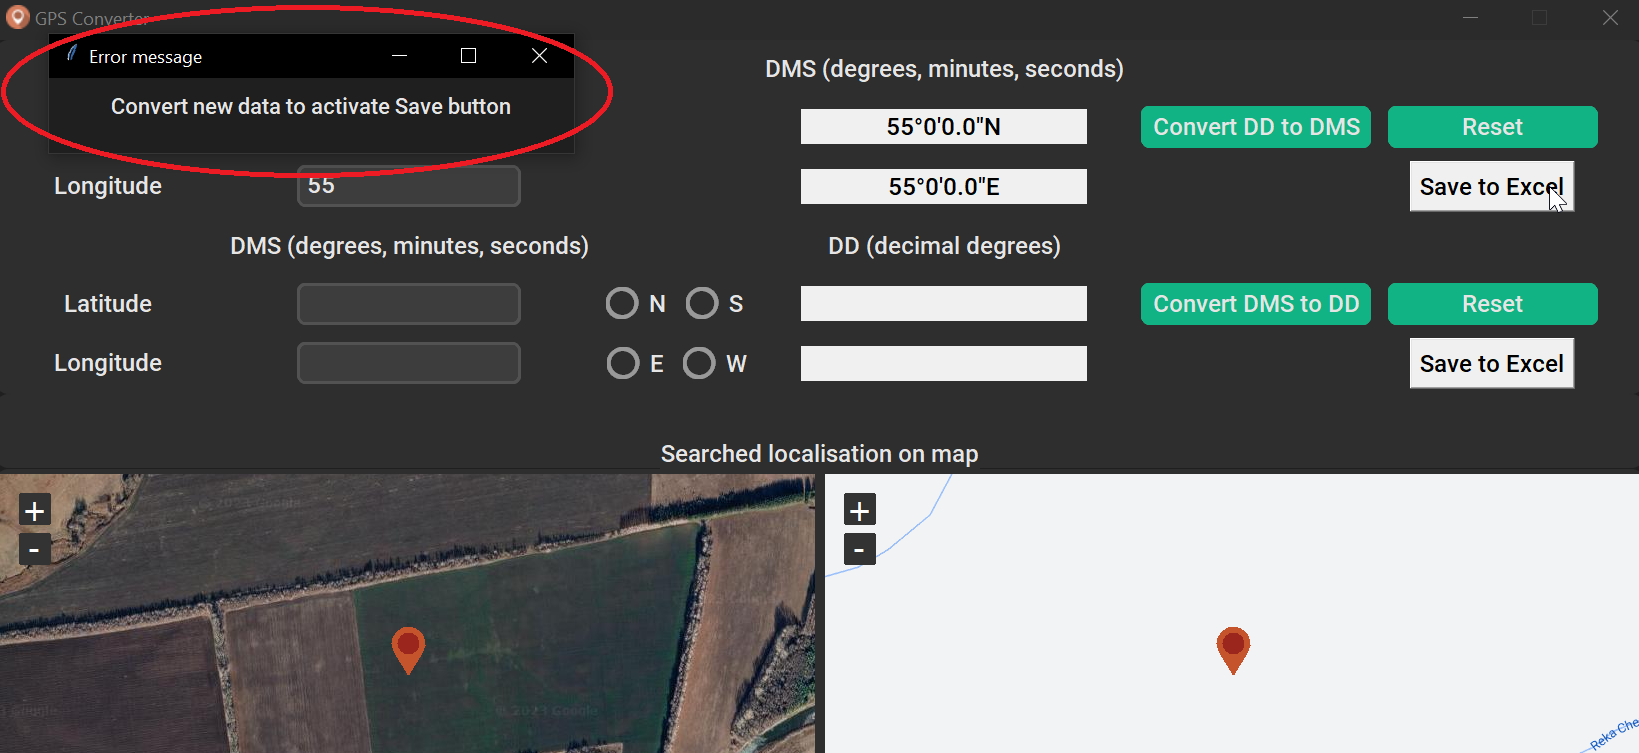 GPS Converter
Error message
Convert new data to activate Save button
DMS (degrees, minutes, seconds)
55°0'0.0"N
Convert DD to DMS
Reset
Longitude
55
55°0'0.0"E
Save to Excel
DMS (degrees, minutes, seconds)
DD (decimal degrees)
Latitude
N
S
Convert DMS to DD
Reset
Longitude
E
W
Save to Excel
Searched localisation on map
+
-
+
-
© 2023 Google
Reka Che